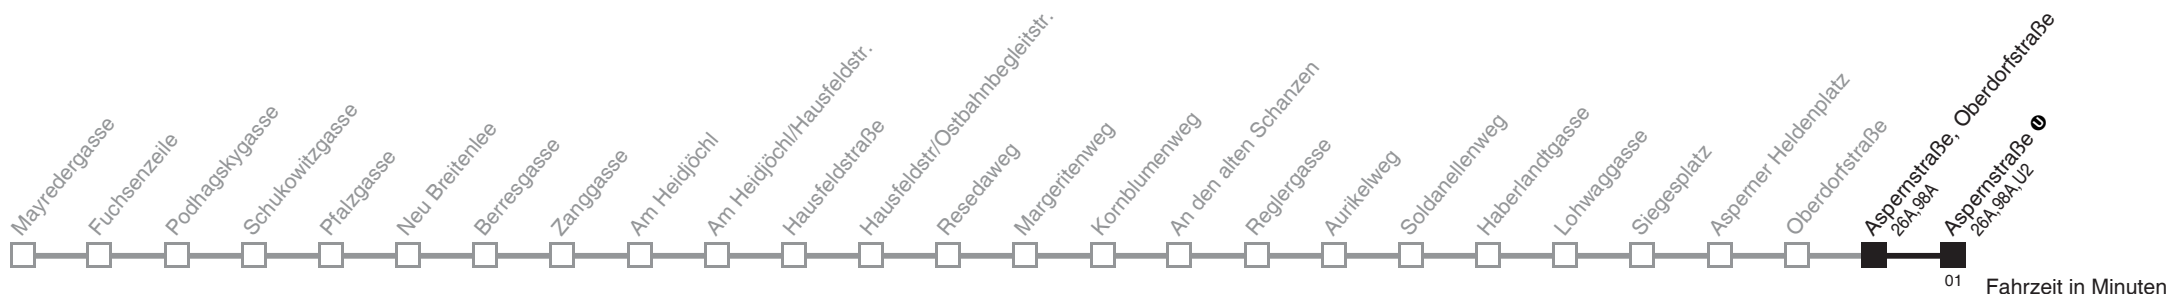 Mayredergasse
Fuchsenzeile
Podhagskygasse
Schukowitzgasse
Pfalzgasse
Neu Breitenlee
Berresgasse
Zanggasse
Am Heidjöchl
Am Heidjöchl/Hausfeldstr.
Hausfeldstraße
Hausfeldstr/Ostbahnbegleitstr.
Resedaweg
Margeritenweg
Kornblumenweg
An den alten Schanzen
Reglergasse
Aurikelweg
Soldanellenweg
Haberlandtgasse
Lohwaggasse
Siegesplatz
Asperner Heldenplatz
Oberdorfstraße
Aspernstraße, Oberdorfstraße
26A,98A
Aspernstraße U
26A,98A,U2
01
Fahrzeit in Minuten